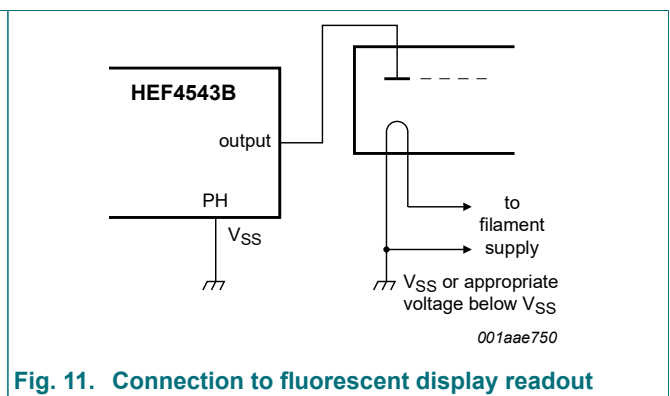 HEF4543B
output
PH
VSS
to
filament
supply
VSS or appropriate
voltage below VSS
001aae750
Fig. 11. Connection to fluorescent display readout